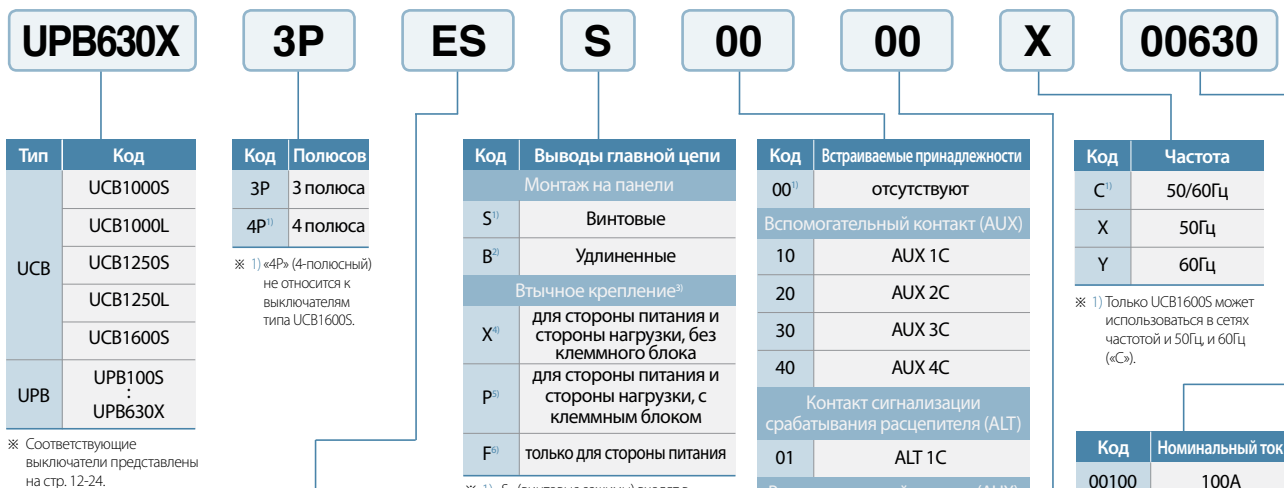 UPB630X 3P ES S 00 00 X 00630
Тип Код
UCB
UCB1000S
UCB1000L
UCB1250S
UCB1250L
UCB1600S
UPB
UPB100S
:
UPB630X
※ Соответствующие
выключатели представлены
на стр. 12-24.
Код Полюсов
3P 3 полюса
4P1) 4 полюса
※ 1) «4P» (4-полюсный)
не относится к
выключателям
типа UCB1600S.
Код Выводы главной цепи
Монтаж на панели
S1) Винтовые
B2) Удлиненные
Втычное крепление3)
X4) для стороны питания и
стороны нагрузки, без
клеммного блока
P5) для стороны питания и
стороны нагрузки, с
клеммным блоком
F6) только для стороны питания
Код Встраиваемые принадлежности
001) отсутствуют
Вспомогательный контакт (AUX)
10 AUX 1C
20 AUX 2C
30 AUX 3C
40 AUX 4C
Контакт сигнализации
срабатывания расцепителя (ALT)
01 ALT 1C
Код Частота
C1) 50/60Гц
X 50Гц
Y 60Гц
※ 1) Только UCB1600S может
использоваться в сетях
частотой и 50Гц, и 60Гц
(«C»).
Код Номинальный ток
00100 100A